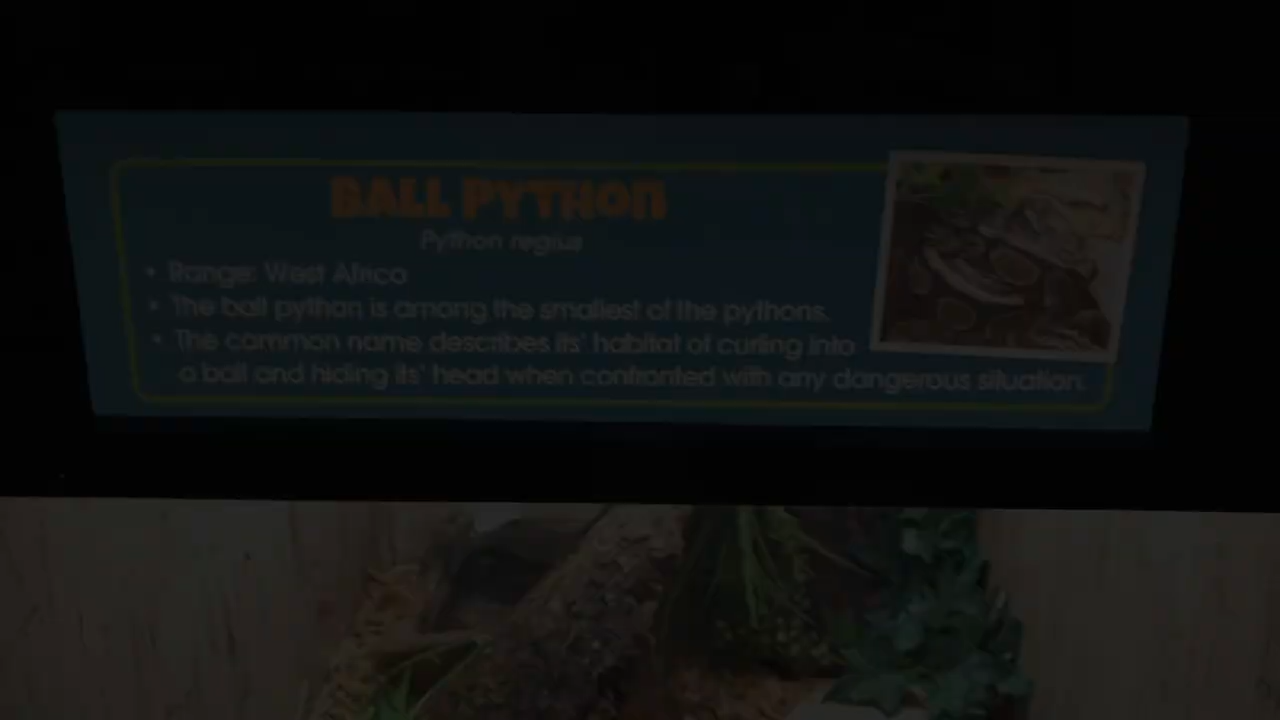 BALL PYTHON
Python regius
• Range: West Africa
• The ball python is among the smallest of the pythons.
• The common name describes its' habitat of curling into
a ball and hiding its' head when confronted with any dangerous situation.